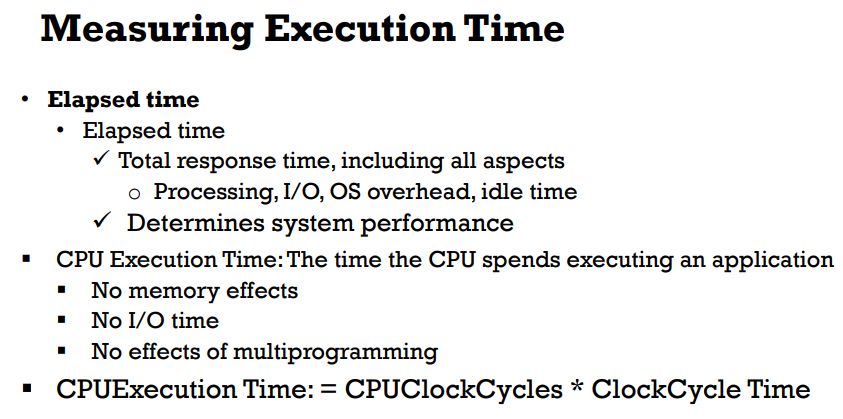 Measuring Execution Time
• Elapsed time
• Elapsed time
✓ Total response time, including all aspects
o Processing, I/O, OS overhead, idle time
✓ Determines system performance
▪ CPU Execution Time: The time the CPU spends executing an application
▪ No memory effects
▪ No I/O time
▪ No effects of multiprogramming
▪ CPUExecution Time: = CPUClockCycles * ClockCycle Time